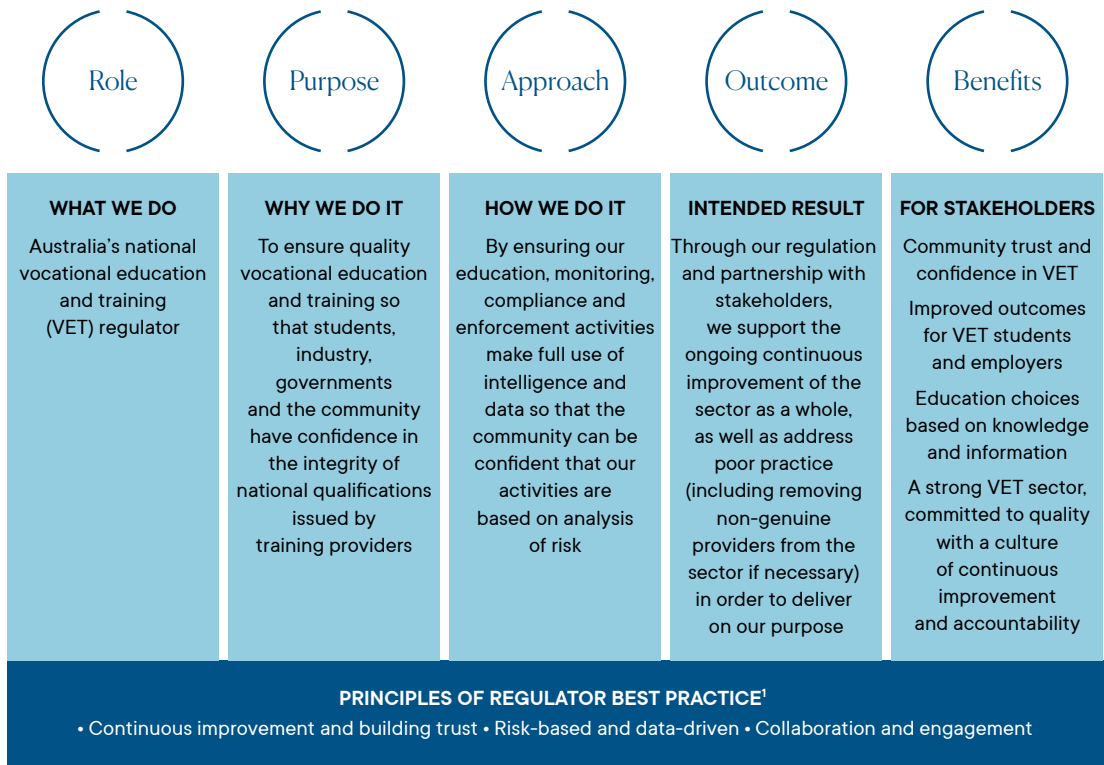 Role
Purpose
Approach
Outcome
Benefits
WHAT WE DO
Australia's national
vocational education
and training
(VET) regulator
WHY WE DO IT
To ensure quality
vocational education
and training so
that students,
industry,
governments
and the community
have confidence in
the integrity of
national qualifications
issued by
training providers
HOW WE DO IT
By ensuring our
education, monitoring,
compliance and
enforcement activities
make full use of
intelligence and
data so that the
community can be
confident that our
activities are
based on analysis
of risk
INTENDED RESULT
Through our regulation
and partnership with
stakeholders,
we support the
ongoing continuous
improvement of the
sector as a whole,
as well as address
poor practice
(including removing
non-genuine
providers from the
sector if necessary)
in order to deliver
on our purpose
FOR STAKEHOLDERS
Community trust and
confidence in VET
Improved outcomes
for VET students
and employers
Education choices
based on knowledge
and information
A strong VET sector,
committed to quality
with a culture
of continuous
improvement
and accountability
PRINCIPLES OF REGULATOR BEST PRACTICE¹
• Continuous improvement and building trust • Risk-based and data-driven • Collaboration and engagement